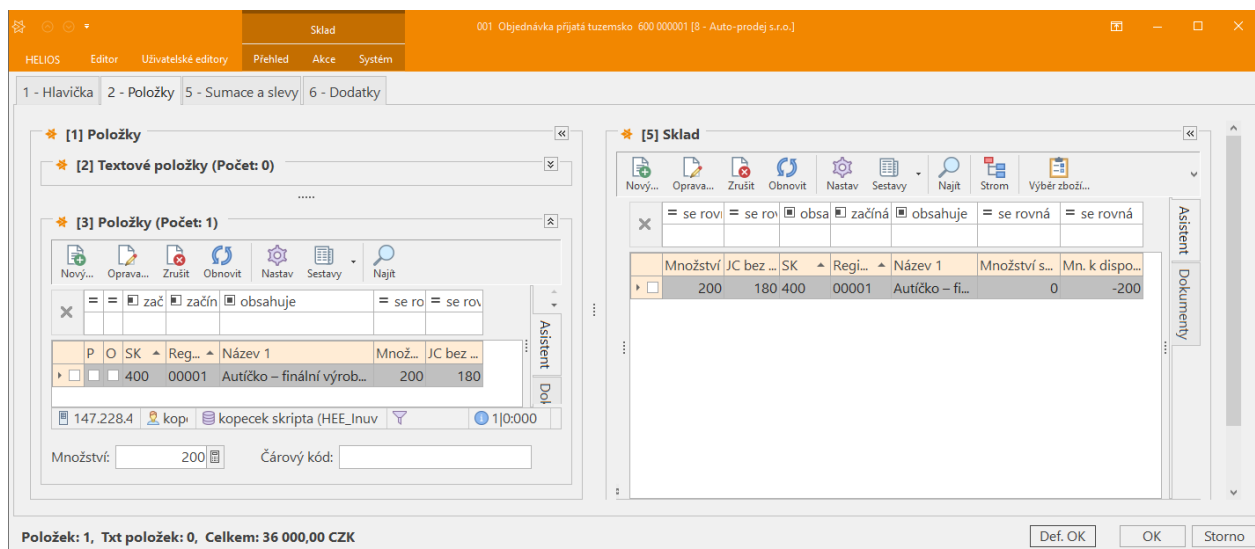 Sklad
001 Objednávka přijatá tuzemsko 600 000001 [8 - Auto-prodej s.r.o.]
HELIOS Editor Uživatelské editory Přehled Akce Systém
1 - Hlavička 2 - Položky 5 - Sumace a slevy 6 - Dodatky
[1] Položky
[2] Textové položky (Počet: 0)
[3] Položky (Počet: 1)
Nový... Oprava... Zrušit Obnovit Nastav Sestavy Najít
= = zač začín obsahuje = se ro = se rov
P O SK Reg... Název 1 Množ... JC bez ...
400 00001 Autíčko – finální výrob... 200 180
Asistent
Dok
147.228.4 kope kopecek skripta (HEE_Inuv 1|0:000
Množství: 200 Čárový kód:
[5] Sklad
Nový... Oprava... Zrušit Obnovit Nastav Sestavy Najít Strom Výběr zboží...
= se rovn = se rov obsa začíná obsahuje = se rovná = se rovná
Množství JC bez ... SK Regi... Název 1 Množství s... Mn. k dispo...
200 180 400 00001 Autíčko – fi... 0 -200
Asistent
Dokumenty
Položek: 1, Txt položek: 0, Celkem: 36 000,00 CZK
Def. OK OK Storno